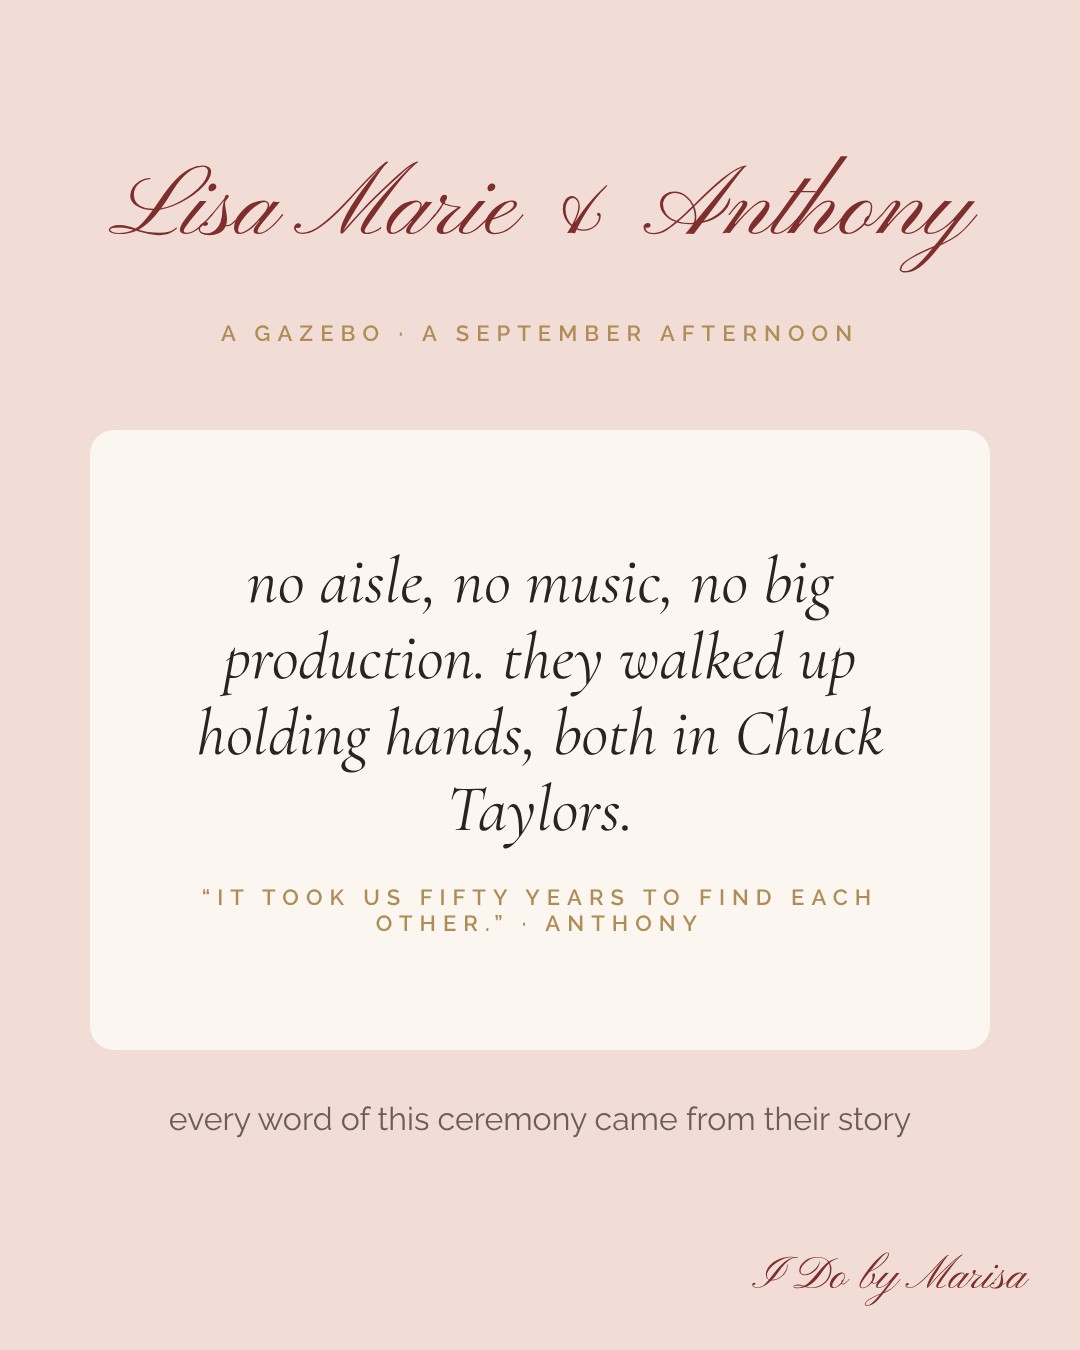 Lisa Marie & Anthony
A GAZEBO · A SEPTEMBER AFTERNOON
no aisle, no music, no big
production. they walked up
holding hands, both in Chuck
Taylors.
“IT TOOK US FIFTY YEARS TO FIND EACH
OTHER.” · ANTHONY
every word of this ceremony came from their story
I Do by Marisa